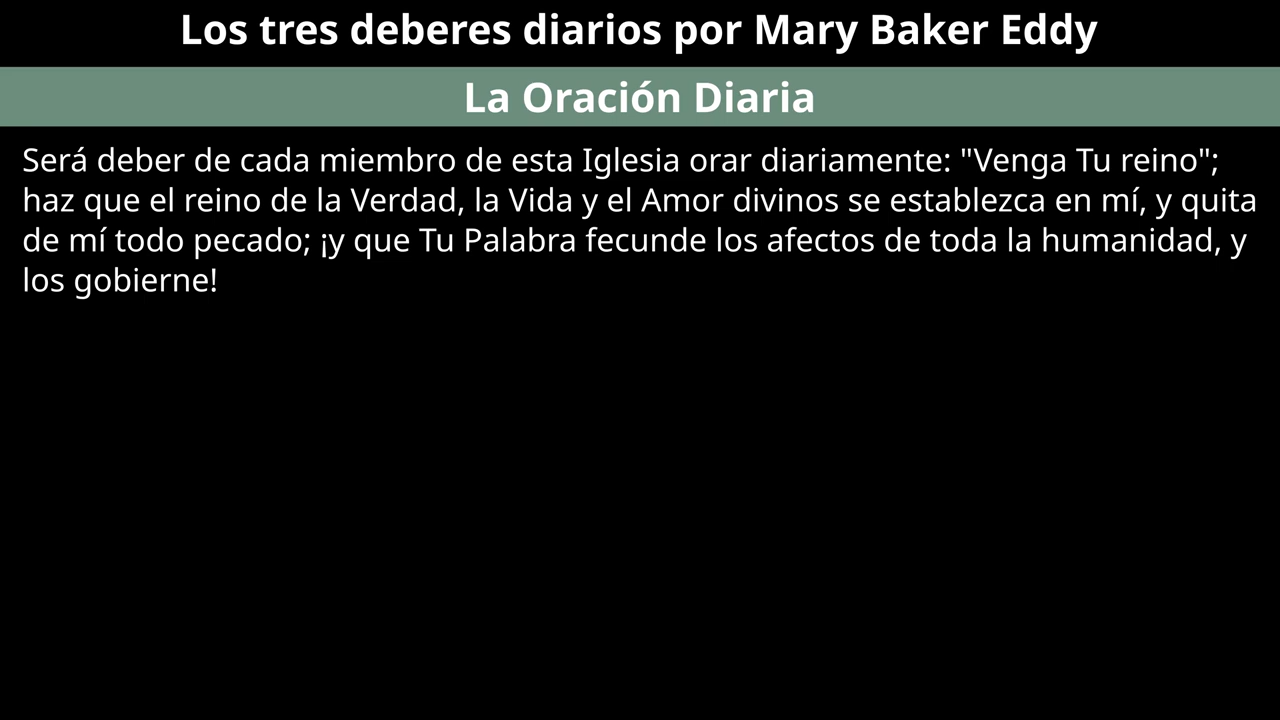 Los tres deberes diarios por Mary Baker Eddy
La Oración Diaria
Será deber de cada miembro de esta Iglesia orar diariamente: "Venga Tu reino";
haz que el reino de la Verdad, la Vida y el Amor divinos se establezca en mí, y quita
de mí todo pecado; ¡y que Tu Palabra fecunde los afectos de toda la humanidad, y
los gobierne!